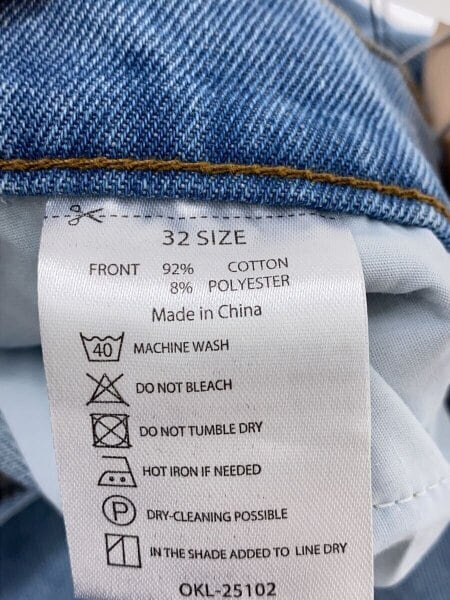 32 SIZE
FRONT 92% COTTON
8% POLYESTER
Made in China
40 MACHINE WASH
DO NOT BLEACH
DO NOT TUMBLE DRY
HOT IRON IF NEEDED
P DRY-CLEANING POSSIBLE
IN THE SHADE ADDED TO LINE DRY
OKL-25102